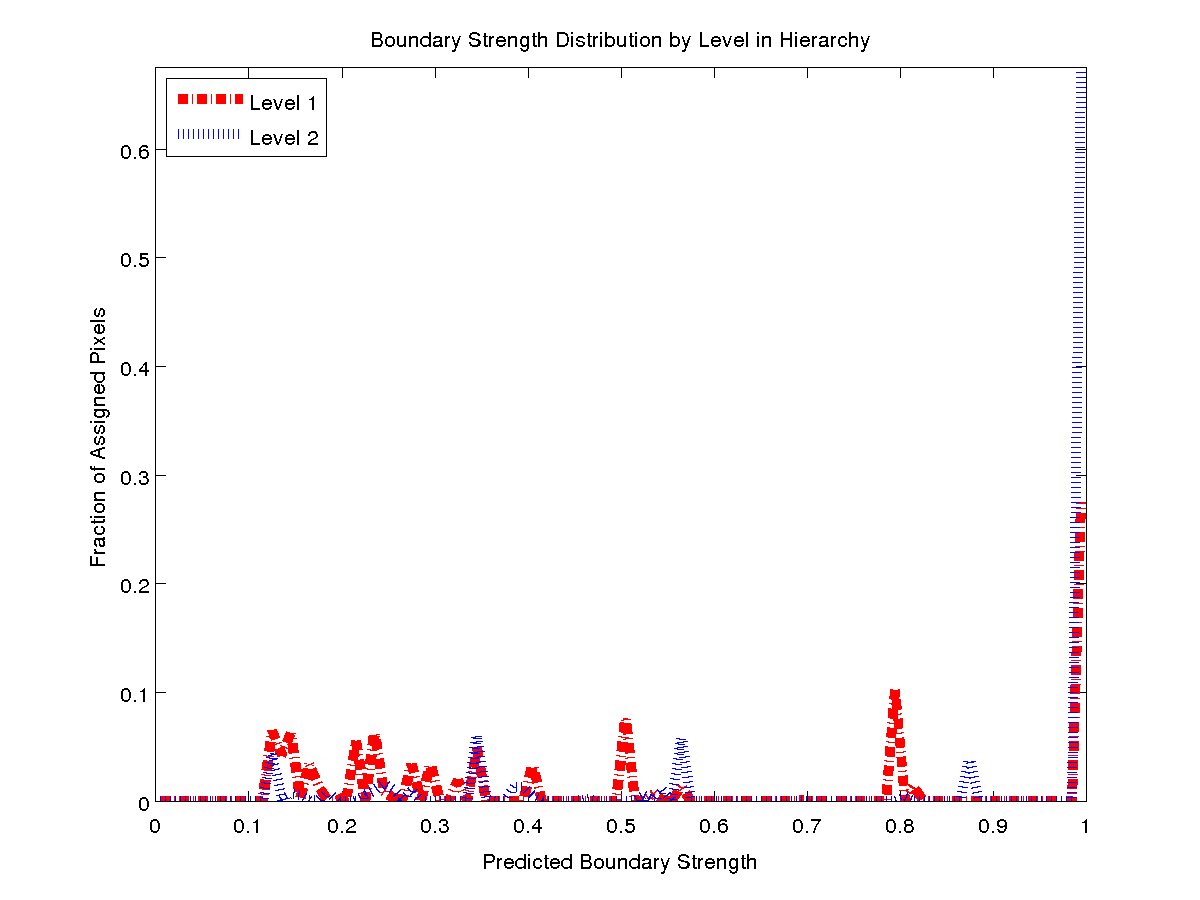 Boundary Strength Distribution by Level in Hierarchy
Level 1
Level 2
0.6
0.5
0.4
0.3
0.2
0.1
0
Fraction of Assigned Pixels
0 0.1 0.2 0.3 0.4 0.5 0.6 0.7 0.8 0.9 1
Predicted Boundary Strength